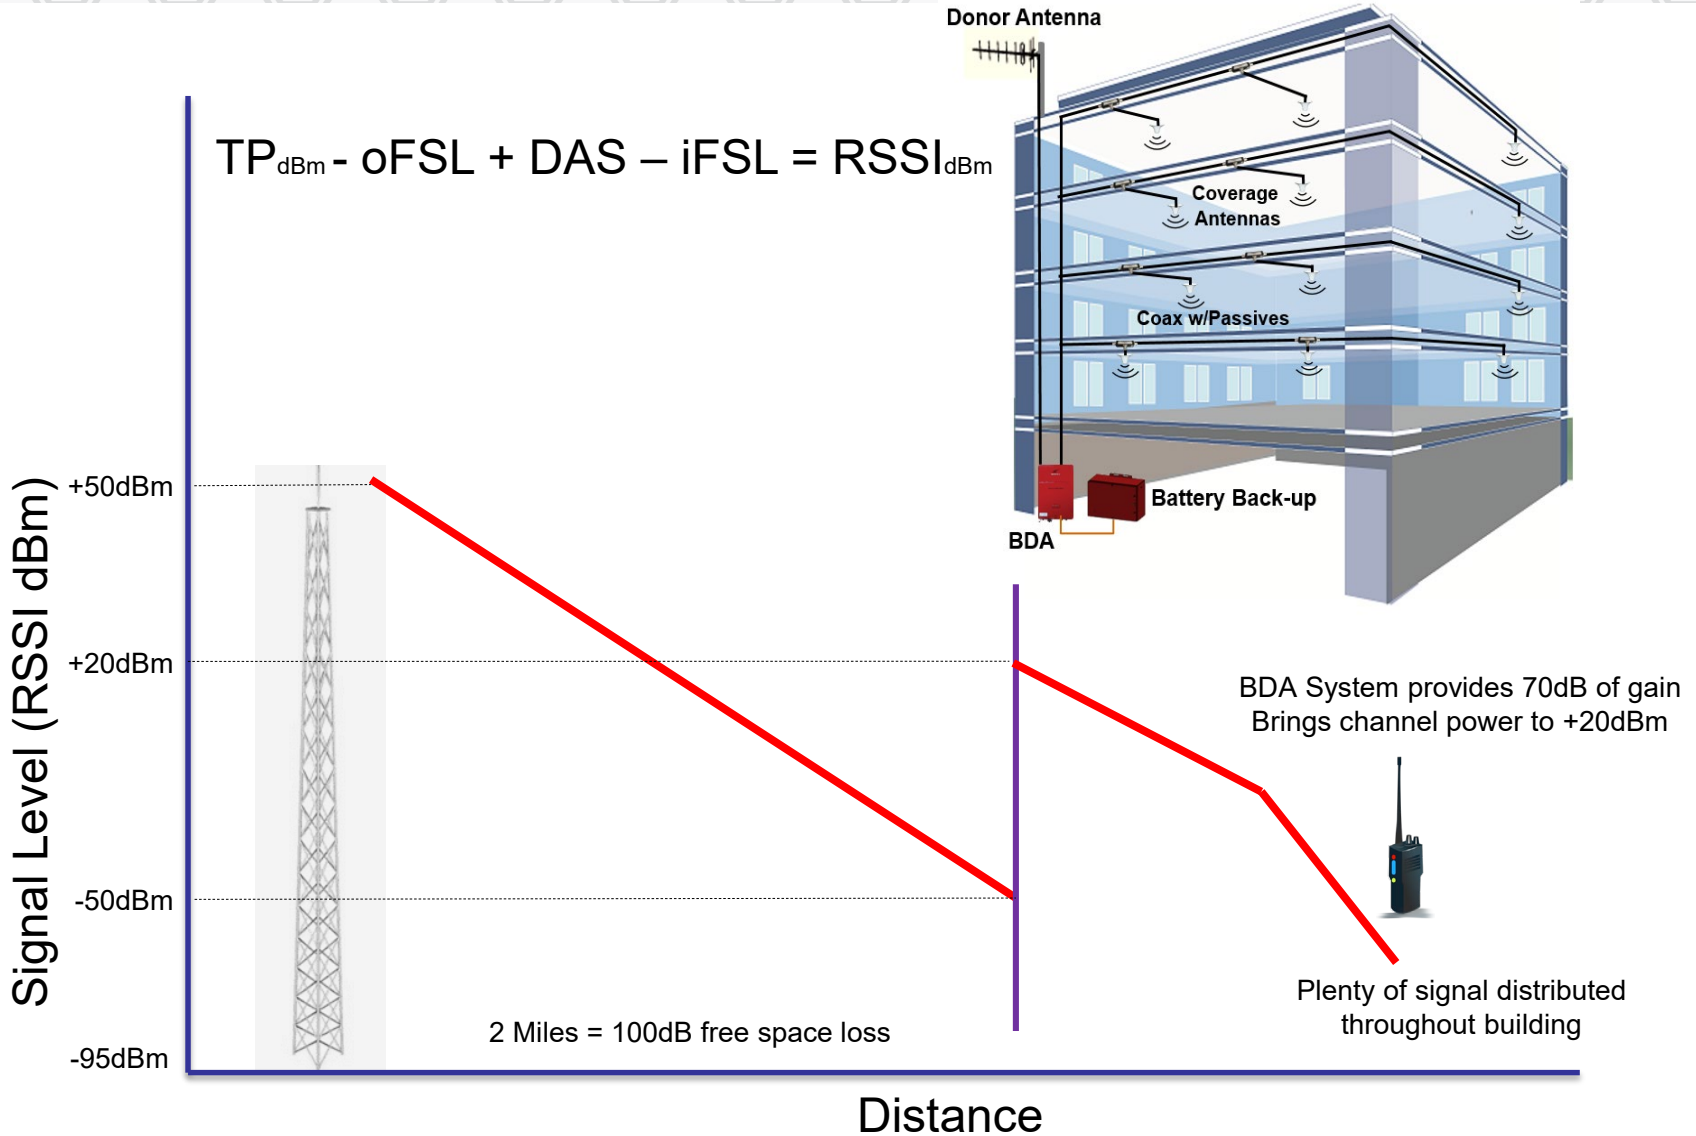 Donor Antenna
TPdBm - oFSL + DAS – iFSL = RSSIdBm
Coverage
Antennas
Coax w/Passives
Battery Back-up
BDA
Signal Level (RSSI dBm)
+50dBm
+20dBm
-50dBm
-95dBm
BDA System provides 70dB of gain
Brings channel power to +20dBm
Plenty of signal distributed
throughout building
2 Miles = 100dB free space loss
Distance